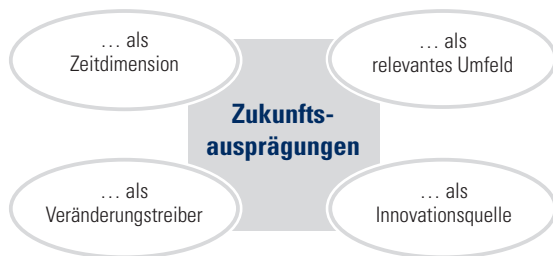 … als
Zeitdimension
… als
relevantes Umfeld
Zukunfts-
ausprägungen
… als
Veränderungstreiber
… als
Innovationsquelle